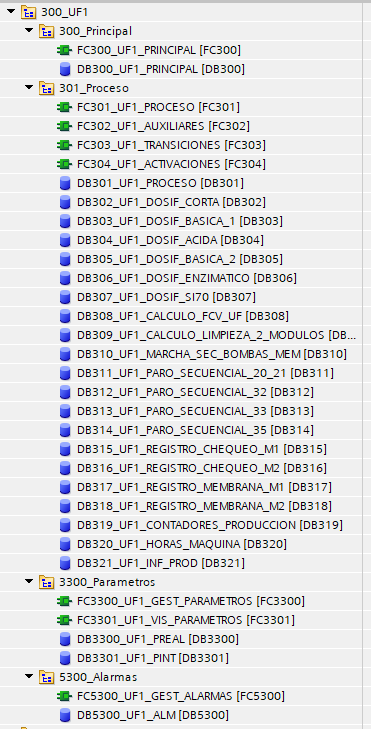 300_UF1
300_Principal
FC300_UF1_PRINCIPAL [FC300]
DB300_UF1_PRINCIPAL [DB300]
301_Proceso
FC301_UF1_PROCESO [FC301]
FC302_UF1_AUXILIARES [FC302]
FC303_UF1_TRANSICIONES [FC303]
FC304_UF1_ACTIVACIONES [FC304]
DB301_UF1_PROCESO [DB301]
DB302_UF1_DOSIF_CORTA [DB302]
DB303_UF1_DOSIF_BASICA_1 [DB303]
DB304_UF1_DOSIF_ACIDA [DB304]
DB305_UF1_DOSIF_BASICA_2 [DB305]
DB306_UF1_DOSIF_ENZIMATICO [DB306]
DB307_UF1_DOSIF_SI70 [DB307]
DB308_UF1_CALCULO_FCV_UF [DB308]
DB309_UF1_CALCULO_LIMPIEZA_2_MODULOS [DB...
DB310_UF1_MARCHA_SEC_BOMBAS_MEM [DB310]
DB311_UF1_PARO_SECUENCIAL_20_21 [DB311]
DB312_UF1_PARO_SECUENCIAL_32 [DB312]
DB313_UF1_PARO_SECUENCIAL_33 [DB313]
DB314_UF1_PARO_SECUENCIAL_35 [DB314]
DB315_UF1_REGISTRO_CHEQUEO_M1 [DB315]
DB316_UF1_REGISTRO_CHEQUEO_M2 [DB316]
DB317_UF1_REGISTRO_MEMBRANA_M1 [DB317]
DB318_UF1_REGISTRO_MEMBRANA_M2 [DB318]
DB319_UF1_CONTADORES_PRODUCCION [DB319]
DB320_UF1_HORAS_MAQUINA [DB320]
DB321_UF1_INF_PROD [DB321]
3300_Parametros
FC3300_UF1_GEST_PARAMETROS [FC3300]
FC3301_UF1_VIS_PARAMETROS [FC3301]
DB3300_UF1_PREAL [DB3300]
DB3301_UF1_PINT [DB3301]
5300_Alarmas
FC5300_UF1_GEST_ALARMAS [FC5300]
DB5300_UF1_ALM [DB5300]